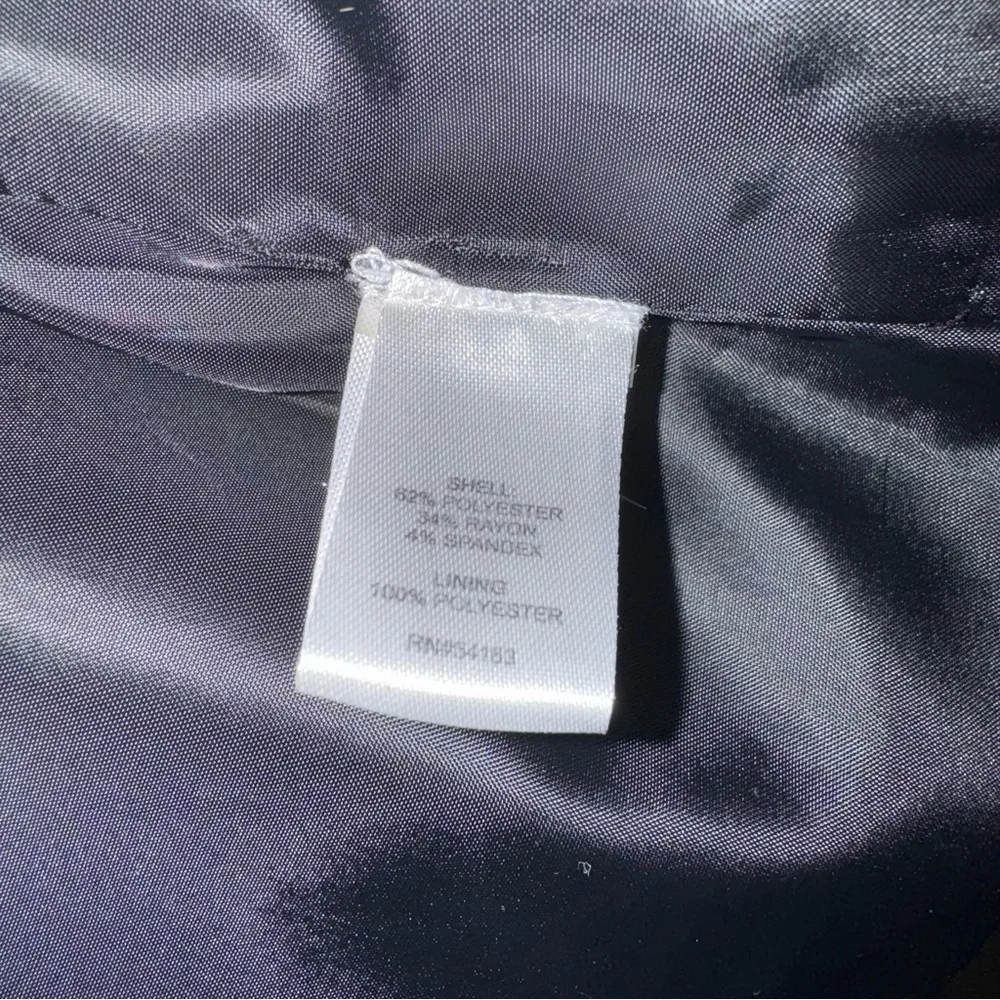 SHELL:
62% POLYESTER
34% RAYON
4% SPANDEX
LINING
100% POLYESTER
RN#54163